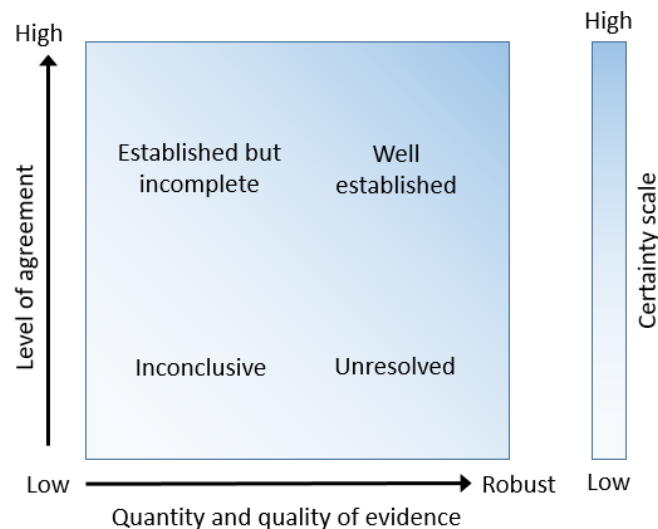 High
High
Established but
incomplete
Well
established
Level of agreement
Certainty scale
Inconclusive
Unresolved
Low
Robust
Low
Quantity and quality of evidence